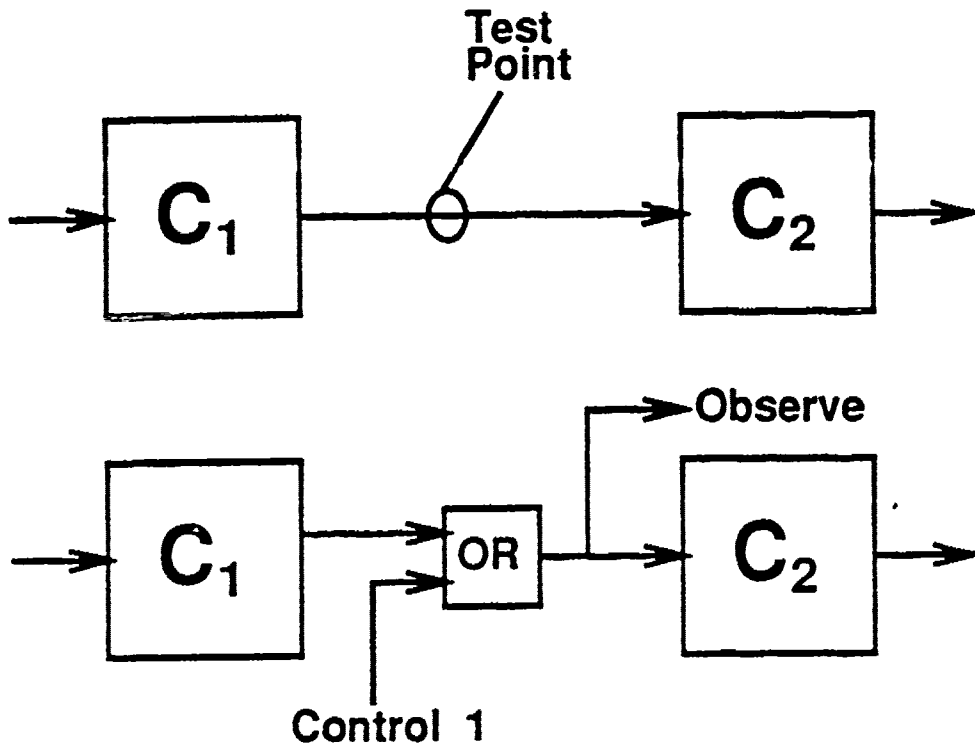 Test
Point
C1
C2
Observe
C1
OR
C2
Control 1